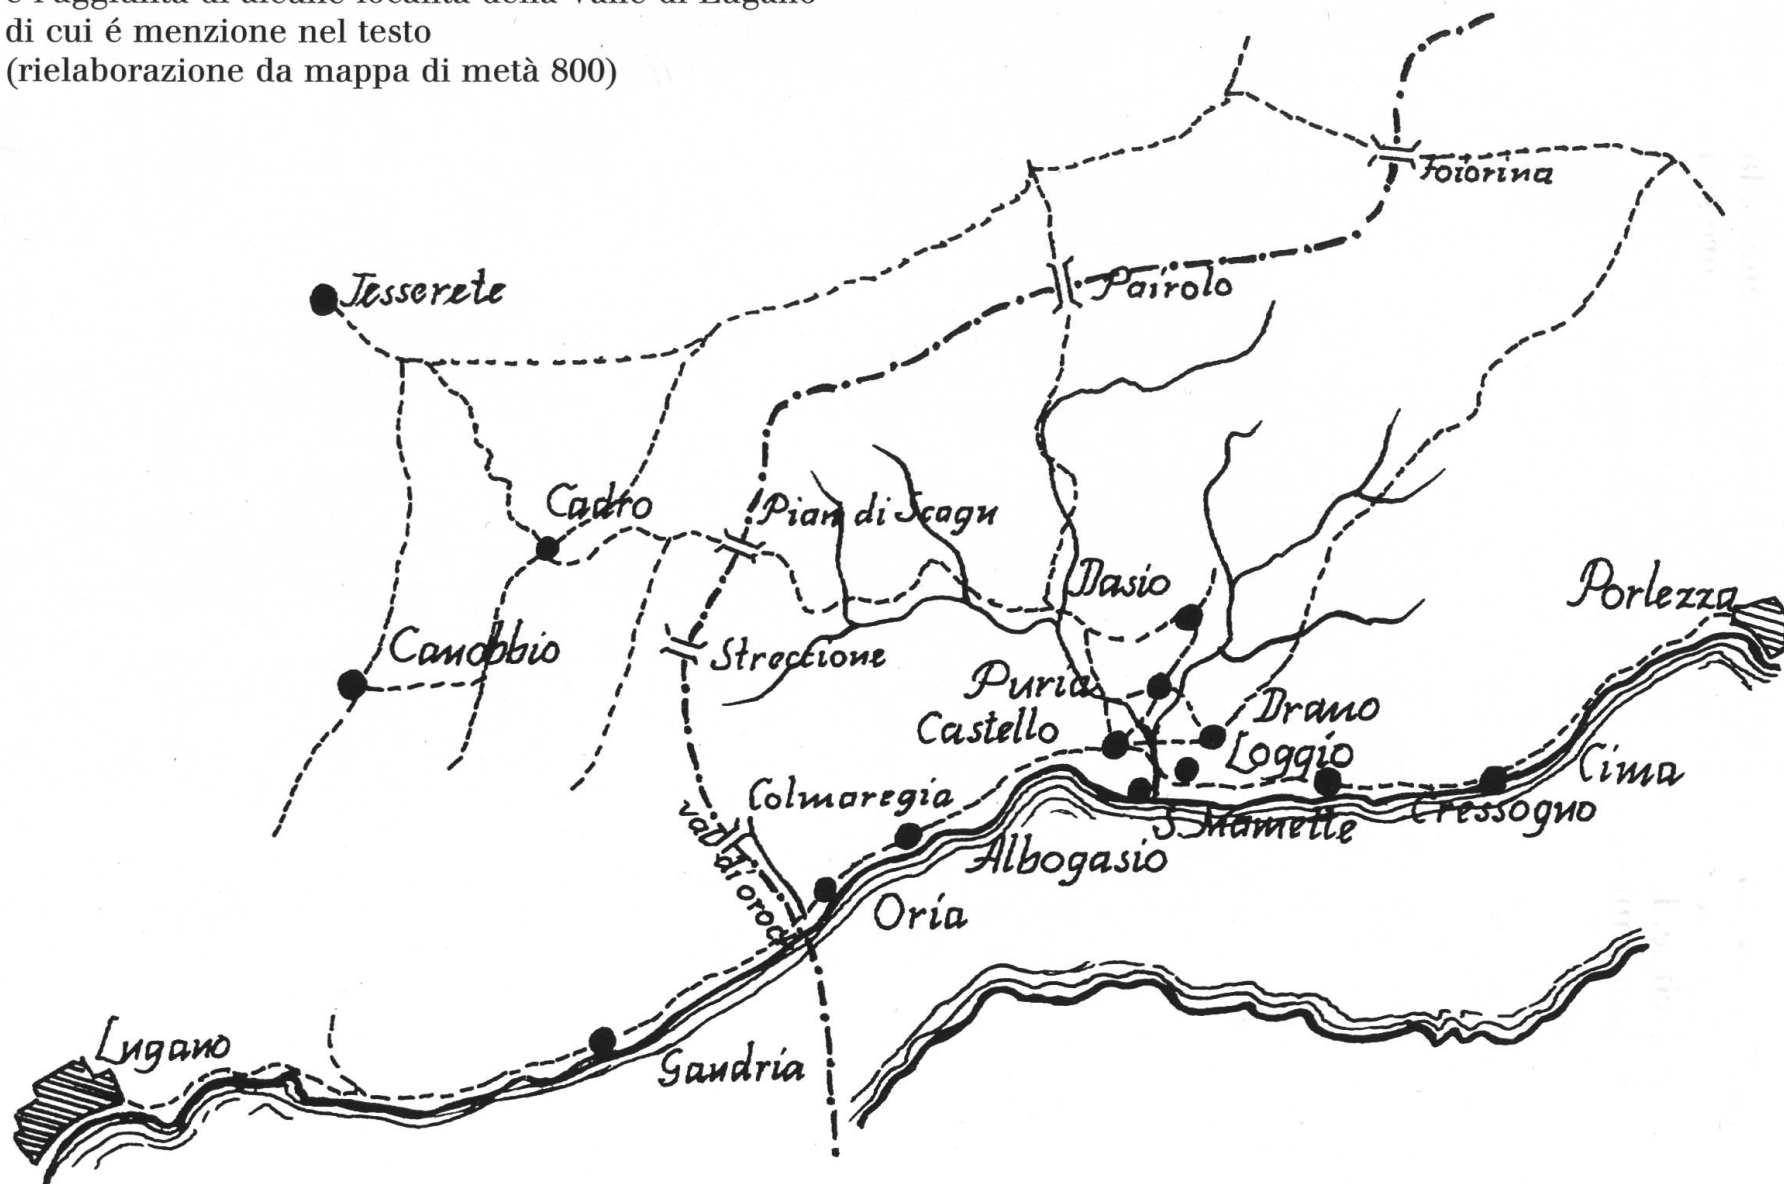 e l'aggiunta di alcune località della Valle di Lugano
di cui é menzione nel testo
(rielaborazione da mappa di metà 800)
Foiorina
Tesserete
Pairolo
Cadro
Pian di Scagn
Dasio
Porlezza
Canobbio
Streccione
Puria
Drano
Castello
Loggio
Cima
Colmaregia
Cressogno
S. Mamette
val di oroci
Albogasio
Oria
Lugano
Gandria